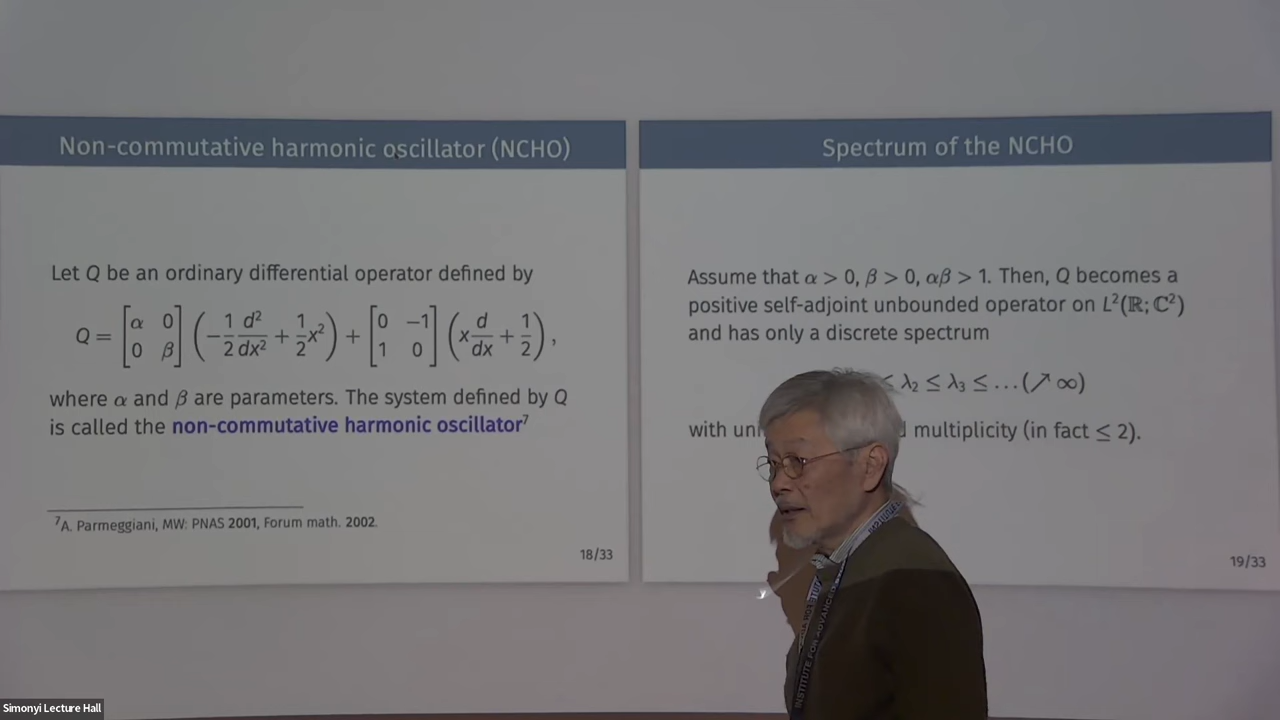 Non-commutative harmonic oscillator (NCHO)
Let Q be an ordinary differential operator defined by
Q = [α 0; 0 β] (−1/2 d²/dx² + 1/2 x²) + [0 −1; 1 0] (x d/dx + 1/2),
where α and β are parameters. The system defined by Q
is called the non-commutative harmonic oscillator⁷
⁷A. Parmeggiani, MW: PNAS 2001, Forum math. 2002.
18/33
Spectrum of the NCHO
Assume that α > 0, β > 0, αβ > 1. Then, Q becomes a
positive self-adjoint unbounded operator on L²(ℝ; ℂ²)
and has only a discrete spectrum
≤ λ₂ ≤ λ₃ ≤ … (↗ ∞)
with multiplicity (in fact ≤ 2).
19/33
INSTITUTE FOR ADVANCED
Simonyi Lecture Hall